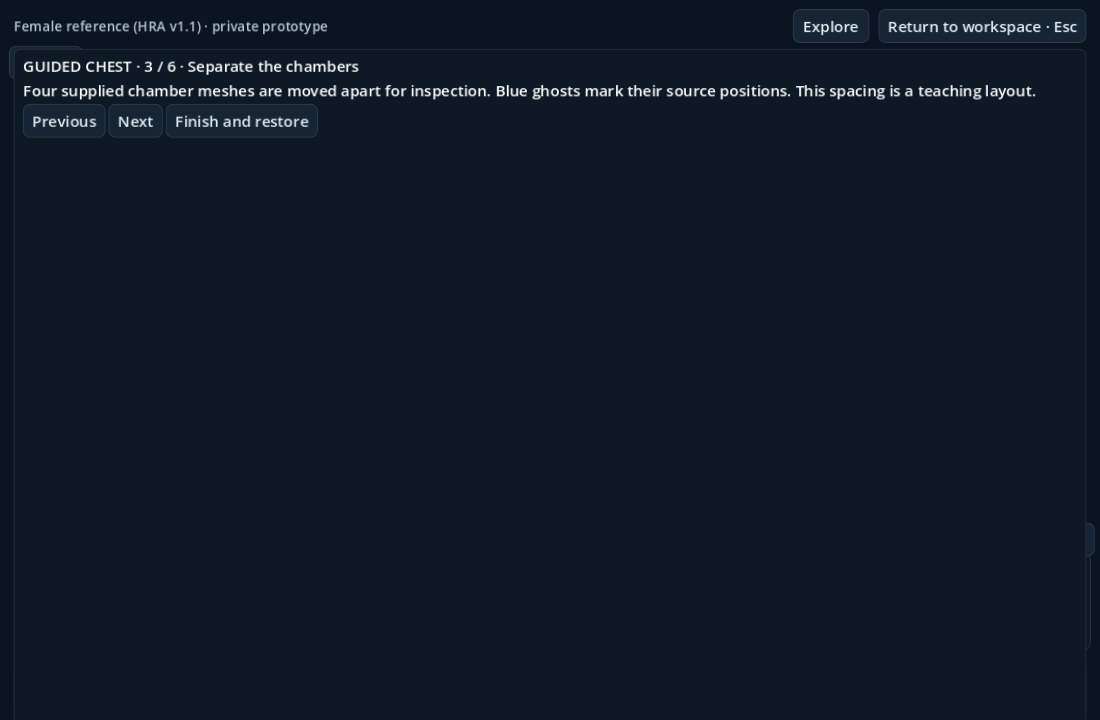 Female reference (HRA v1.1) · private prototype
Explore
Return to workspace · Esc
GUIDED CHEST · 3 / 6 · Separate the chambers
Four supplied chamber meshes are moved apart for inspection. Blue ghosts mark their source positions. This spacing is a teaching layout.
Previous
Next
Finish and restore